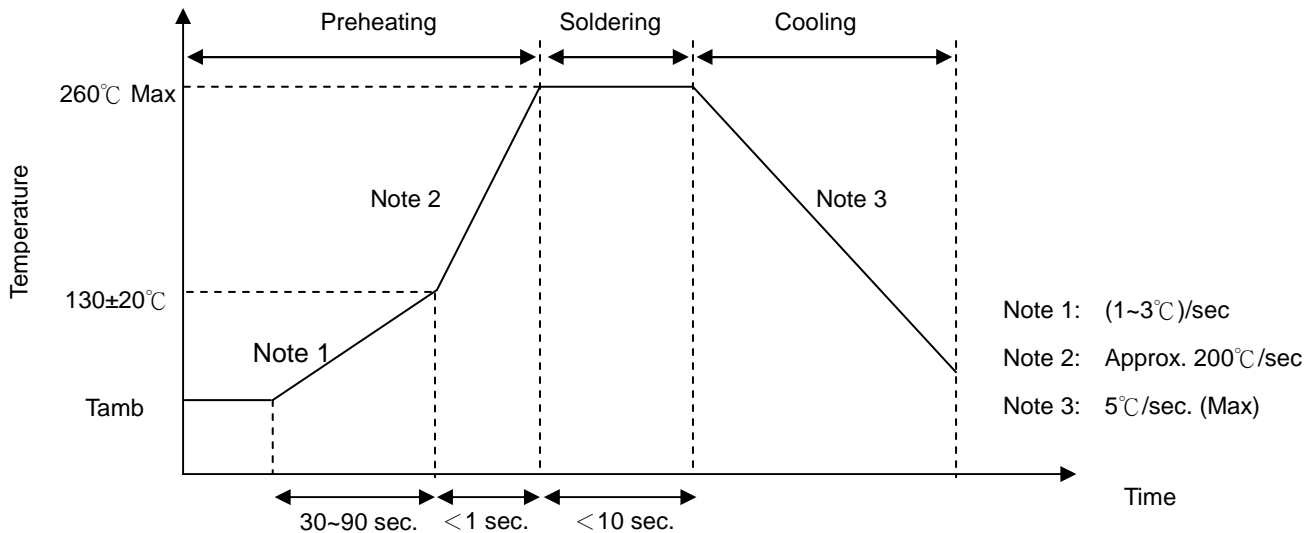 Preheating Soldering Cooling
260℃ Max
Note 2
Note 3
Temperature
130±20℃
Note 1: (1~3℃)/sec
Note 1
Note 2: Approx. 200℃/sec
Tamb
Note 3: 5℃/sec. (Max)
Time
30~90 sec. ＜1 sec. ＜10 sec.